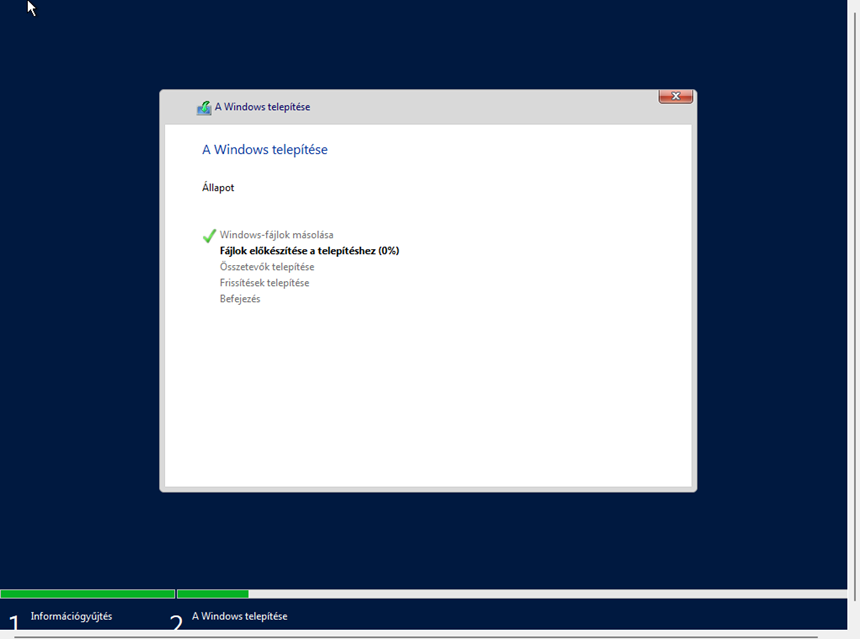 A Windows telepítése
A Windows telepítése
Állapot
Windows-fájlok másolása
Fájlok előkészítése a telepítéshez (0%)
Összetevők telepítése
Frissítések telepítése
Befejezés
1 Információgyűjtés
2 A Windows telepítése